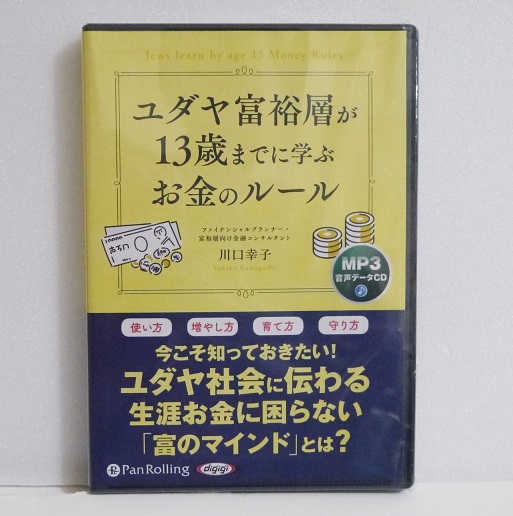 Jews learn by age 13 Money Rules
ユダヤ富裕層が
13歳までに学ぶ
お金のルール
ファイナンシャルプランナー・
富裕層向け金融コンサルタント
川口幸子
Yukiko Kawaguchi
MP3
音声データCD
使い方
増やし方
育て方
守り方
今こそ知っておきたい!
ユダヤ社会に伝わる
生涯お金に困らない
「富のマインド」とは?
PanRolling
digigi